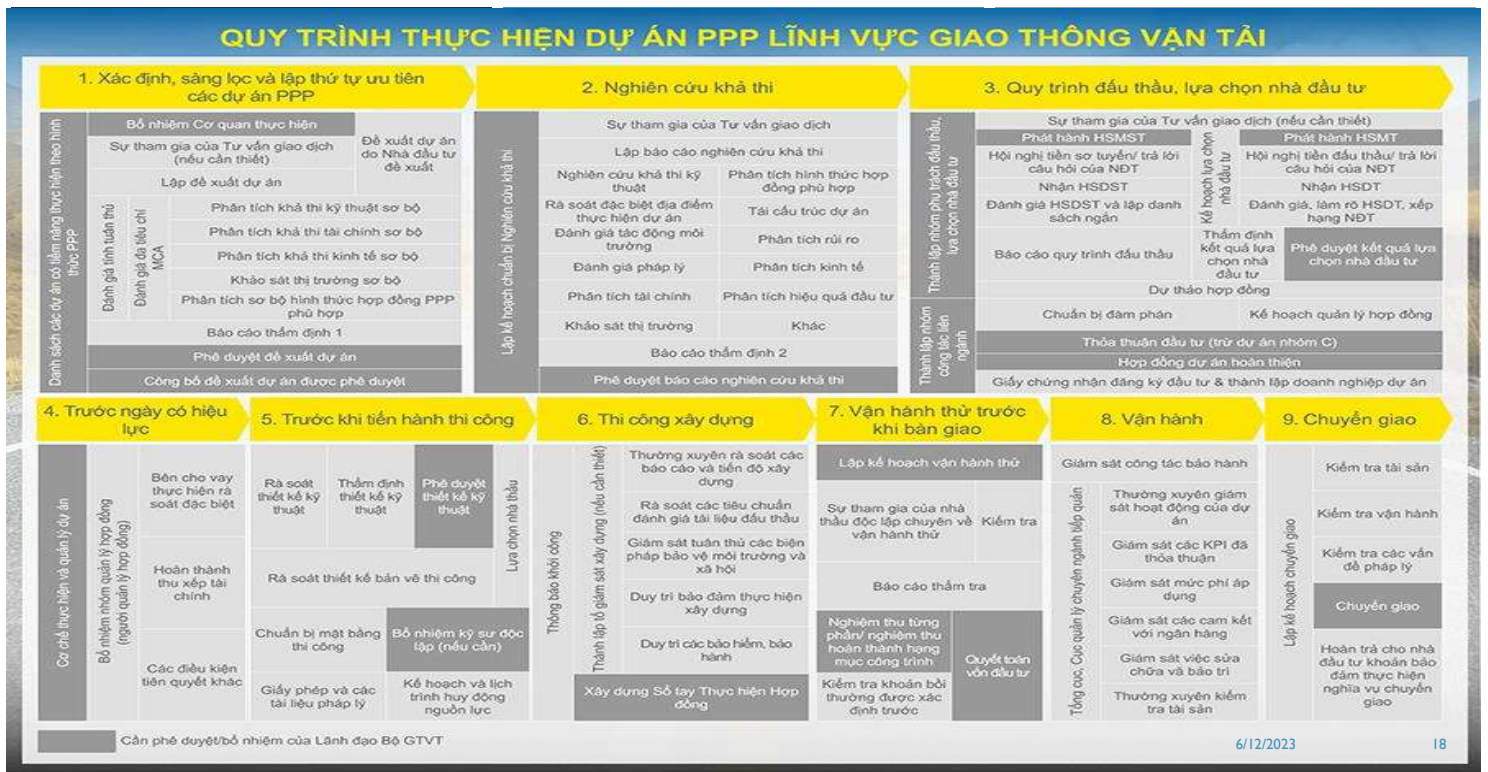 QUY TRÌNH THỰC HIỆN DỰ ÁN PPP LĨNH VỰC GIAO THÔNG VẬN TẢI
1. Xác định, sàng lọc và lập thứ tự ưu tiên
các dự án PPP
Danh sách các dự án có tiềm năng thực hiện theo hình
thức PPP
Bổ nhiệm Cơ quan thực hiện
Sự tham gia của Tư vấn giao dịch
(nếu cần thiết)
Đề xuất dự án
do Nhà đầu tư
đề xuất
Lập đề xuất dự án
Đánh giá tính tuân thủ
Đánh giá đa tiêu chí
MCA
Phân tích khả thi kỹ thuật sơ bộ
Phân tích khả thi tài chính sơ bộ
Phân tích khả thi kinh tế sơ bộ
Khảo sát thị trường sơ bộ
Phân tích sơ bộ hình thức hợp đồng PPP
phù hợp
Báo cáo thẩm định 1
Phê duyệt đề xuất dự án
Công bố đề xuất dự án được phê duyệt
2. Nghiên cứu khả thi
Lập kế hoạch chuẩn bị Nghiên cứu khả thi
Sự tham gia của Tư vấn giao dịch
Lập báo cáo nghiên cứu khả thi
Nghiên cứu khả thi kỹ
thuật
Phân tích hình thức hợp
đồng phù hợp
Rà soát đặc biệt địa điểm
thực hiện dự án
Tái cấu trúc dự án
Đánh giá tác động môi
trường
Phân tích rủi ro
Đánh giá pháp lý
Phân tích kinh tế
Phân tích tài chính
Phân tích hiệu quả đầu tư
Khảo sát thị trường
Khác
Báo cáo thẩm định 2
Phê duyệt báo cáo nghiên cứu khả thi
3. Quy trình đấu thầu, lựa chọn nhà đầu tư
Thành lập nhóm phụ trách đấu thầu,
lựa chọn nhà đầu tư
Sự tham gia của Tư vấn giao dịch (nếu cần thiết)
Phát hành HSMST
Hội nghị tiền sơ tuyển/ trả lời
câu hỏi của NĐT
Nhận HSDST
Đánh giá HSDST và lập danh
sách ngắn
Kế hoạch lựa chọn
nhà đầu tư
Phát hành HSMT
Hội nghị tiền đấu thầu/ trả lời
câu hỏi của NĐT
Nhận HSDT
Đánh giá, làm rõ HSDT, xếp
hạng NĐT
Báo cáo quy trình đấu thầu
Thẩm định
kết quả lựa
chọn nhà
đầu tư
Phê duyệt kết quả lựa
chọn nhà đầu tư
Dự thảo hợp đồng
Thành lập nhóm
công tác liên
ngành
Chuẩn bị đàm phán
Kế hoạch quản lý hợp đồng
Thỏa thuận đầu tư (trừ dự án nhóm C)
Hợp đồng dự án hoàn thiện
Giấy chứng nhận đăng ký đầu tư & thành lập doanh nghiệp dự án
4. Trước ngày có hiệu
lực
Cơ chế thực hiện và quản lý dự án
Bổ nhiệm nhóm quản lý hợp đồng
(người quản lý hợp đồng)
Bên cho vay
thực hiện rà
soát đặc biệt
Hoàn thành
thu xếp tài
chính
Các điều kiện
tiên quyết khác
5. Trước khi tiến hành thi công
Rà soát
thiết kế kỹ
thuật
Thẩm định
thiết kế kỹ
thuật
Phê duyệt
thiết kế kỹ
thuật
Lựa chọn nhà thầu
Rà soát thiết kế bản vẽ thi công
Chuẩn bị mặt bằng
thi công
Bổ nhiệm kỹ sư độc
lập (nếu cần)
Giấy phép và các
tài liệu pháp lý
Kế hoạch và lịch
trình huy động
nguồn lực
6. Thi công xây dựng
Thông báo khởi công
Thành lập tổ giám sát xây dựng (nếu cần thiết)
Thường xuyên rà soát các
báo cáo và tiến độ xây
dựng
Rà soát các tiêu chuẩn
đánh giá tài liệu đấu thầu
Giám sát tuân thủ các biện
pháp bảo vệ môi trường và
xã hội
Duy trì bảo đảm thực hiện
xây dựng
Duy trì các bảo hiểm, bảo
hành
Xây dựng Sổ tay Thực hiện Hợp
đồng
7. Vận hành thử trước
khi bàn giao
Lập kế hoạch vận hành thử
Sự tham gia của nhà
thầu độc lập chuyên về
vận hành thử
Kiểm tra
Báo cáo thẩm tra
Nghiệm thu từng
phần/ nghiệm thu
hoàn thành hạng
mục công trình
Quyết toán
vốn đầu tư
Kiểm tra khoản bồi
thường được xác
định trước
8. Vận hành
Giám sát công tác bảo hành
Tổng cục, Cục quản lý chuyên ngành tiếp quản
Thường xuyên giám
sát hoạt động của dự
án
Giám sát các KPI đã
thỏa thuận
Giám sát mức phí áp
dụng
Giám sát các cam kết
với ngân hàng
Giám sát việc sửa
chữa và bảo trì
Thường xuyên kiểm
tra tài sản
9. Chuyển giao
Lập kế hoạch chuyển giao
Kiểm tra tài sản
Kiểm tra vận hành
Kiểm tra các vấn
đề pháp lý
Chuyển giao
Hoàn trả cho nhà
đầu tư khoản bảo
đảm thực hiện
nghĩa vụ chuyển
giao
Cần phê duyệt/bổ nhiệm của Lãnh đạo Bộ GTVT
6/12/2023
18